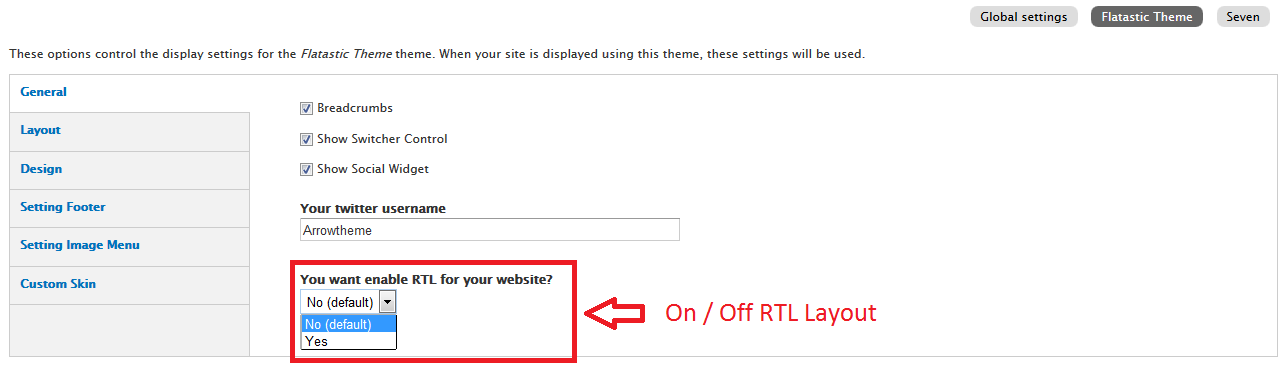 Global settings
Flatastic Theme
Seven
These options control the display settings for the Flatastic Theme theme. When your site is displayed using this theme, these settings will be used.
General
Layout
Design
Setting Footer
Setting Image Menu
Custom Skin
Breadcrumbs
Show Switcher Control
Show Social Widget
Your twitter username
Arrowtheme
You want enable RTL for your website?
No (default)
No (default)
Yes
On / Off RTL Layout